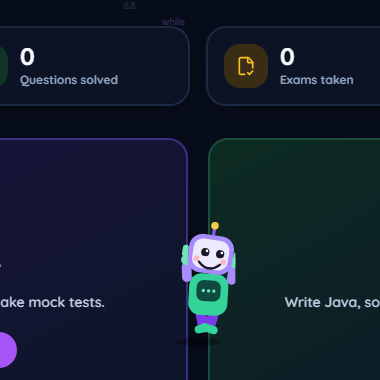 &&
while
0
Questions solved
0
Exams taken
ake mock tests.
Write Java, so